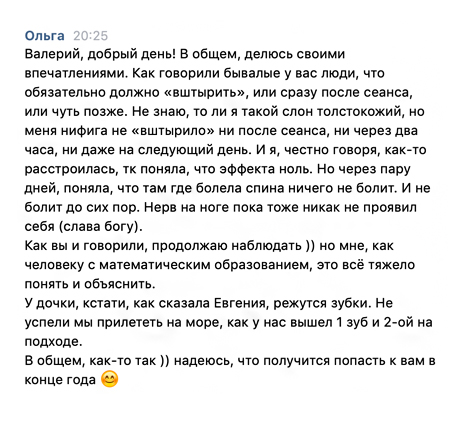 Ольга 20:25
Валерий, добрый день! В общем, делюсь своими
впечатлениями. Как говорили бывалые у вас люди, что
обязательно должно «вштырить», или сразу после сеанса,
или чуть позже. Не знаю, то ли я такой слон толстокожий, но
меня нифига не «вштырило» ни после сеанса, ни через два
часа, ни даже на следующий день. И я, честно говоря, как-то
расстроилась, тк поняла, что эффекта ноль. Но через пару
дней, поняла, что там где болела спина ничего не болит. И не
болит до сих пор. Нерв на ноге пока тоже никак не проявил
себя (слава богу).
Как вы и говорили, продолжаю наблюдать )) но мне, как
человеку с математическим образованием, это всё тяжело
понять и объяснить.
У дочки, кстати, как сказала Евгения, режутся зубки. Не
успели мы прилететь на море, как у нас вышел 1 зуб и 2-ой на
подходе.
В общем, как-то так )) надеюсь, что получится попасть к вам в
конце года 😊